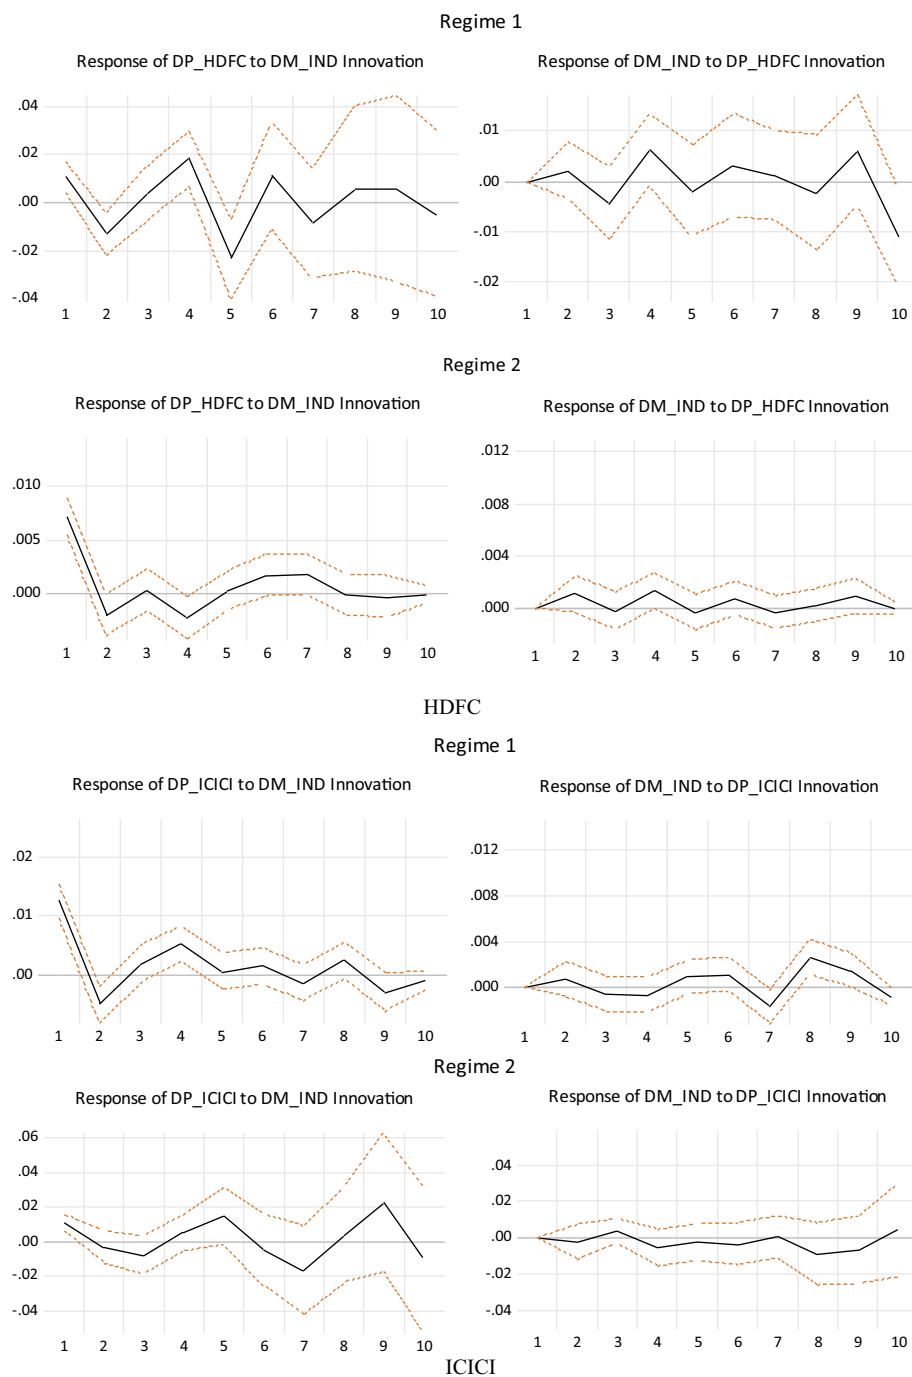 Regime 1
Response of DP_HDFC to DM_IND Innovation
.04
.02
.00
-.02
-.04
1 2 3 4 5 6 7 8 9 10
Response of DM_IND to DP_HDFC Innovation
.01
.00
-.01
-.02
1 2 3 4 5 6 7 8 9 10
Regime 2
Response of DP_HDFC to DM_IND Innovation
.010
.005
.000
1 2 3 4 5 6 7 8 9 10
Response of DM_IND to DP_HDFC Innovation
.012
.008
.004
.000
1 2 3 4 5 6 7 8 9 10
HDFC
Regime 1
Response of DP_ICICI to DM_IND Innovation
.02
.01
.00
1 2 3 4 5 6 7 8 9 10
Response of DM_IND to DP_ICICI Innovation
.012
.008
.004
.000
1 2 3 4 5 6 7 8 9 10
Regime 2
Response of DP_ICICI to DM_IND Innovation
.06
.04
.02
.00
-.02
-.04
1 2 3 4 5 6 7 8 9 10
Response of DM_IND to DP_ICICI Innovation
.04
.02
.00
-.02
-.04
1 2 3 4 5 6 7 8 9 10
ICICI